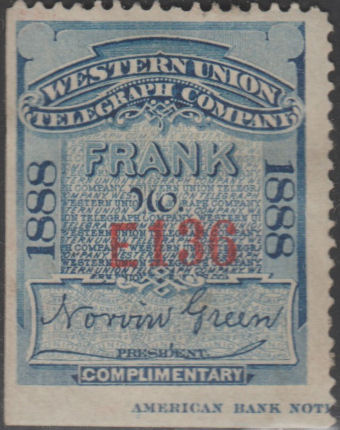 WESTERN UNION
TELEGRAPH COMPANY
FRANK
1888
No.
1888
E136
Norvin Green
PRESIDENT.
COMPLIMENTARY
AMERICAN BANK NOTE